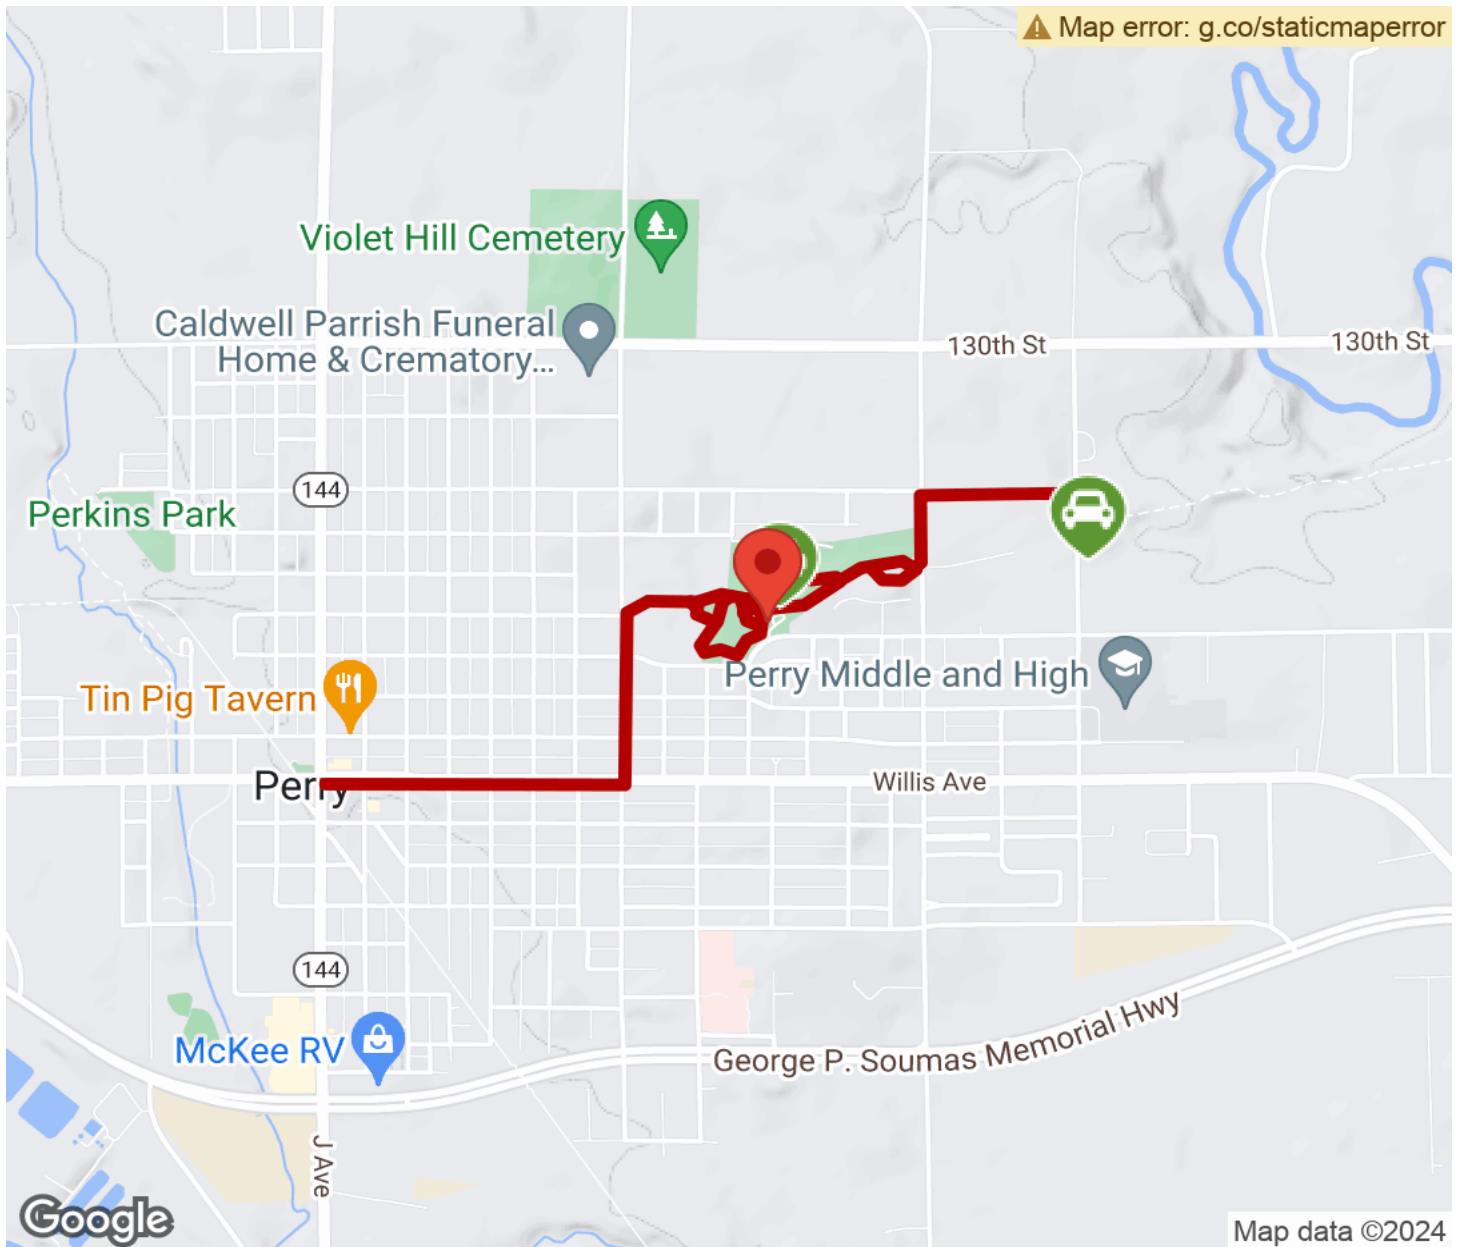 Map error: g.co/staticmaperror
Violet Hill Cemetery
Caldwell Parrish Funeral
Home & Crematory...
130th St
130th St
144
Perkins Park
Perry Middle and High
Tin Pig Tavern
Perry
Willis Ave
144
McKee RV
George P. Soumas Memorial Hwy
J Ave
Google
Map data ©2024